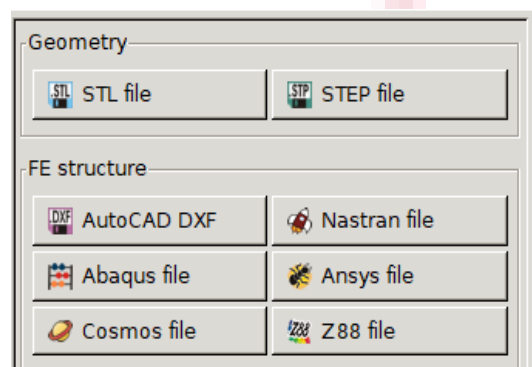 Geometry
STL file STEP file
FE structure
AutoCAD DXF Nastran file
Abaqus file Ansys file
Cosmos file Z88 file